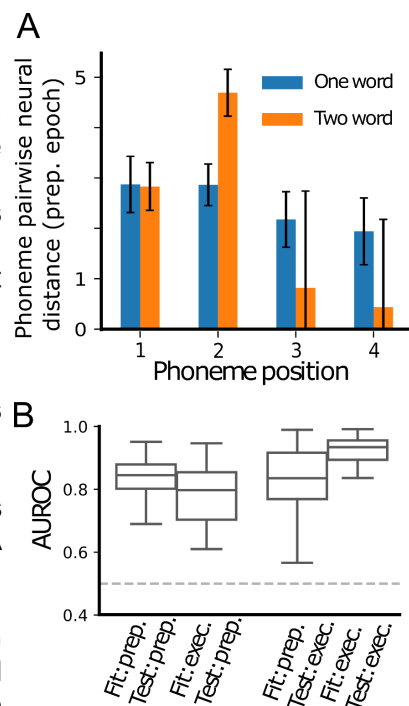 A
Phoneme pairwise neural
distance (prep. epoch)
5
1
0
One word
Two word
1 2 3 4
Phoneme position
B
AUROC
1.0
0.8
0.6
0.4
Fit: prep.
Test: prep.
Fit: exec.
Test: prep.
Fit: prep.
Test: exec.
Fit: exec.
Test: exec.